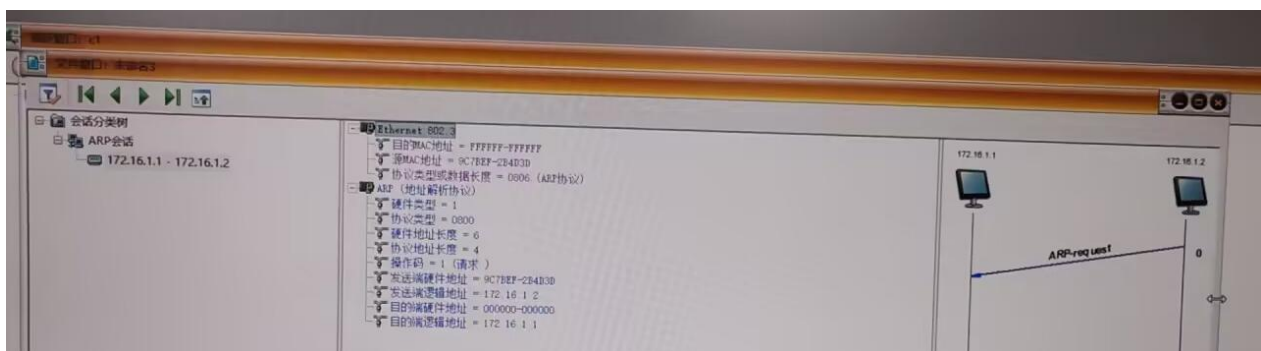 会话分类树
ARP会话
172.16.1.1 - 172.16.1.2
Ethernet 802.3
目的MAC地址 = FFFFFF-FFFFFF
源MAC地址 = 9C7BEF-2B4D3D
协议类型或数据长度 = 0806 (ARP协议)
ARP (地址解析协议)
硬件类型 = 1
协议类型 = 0800
硬件地址长度 = 6
协议地址长度 = 4
操作码 = 1 (请求 )
发送端硬件地址 = 9C7BEF-2B4D3D
发送端逻辑地址 = 172.16.1.2
目的端硬件地址 = 000000-000000
目的端逻辑地址 = 172.16.1.1
172.16.1.1
172.16.1.2
ARP-request
0